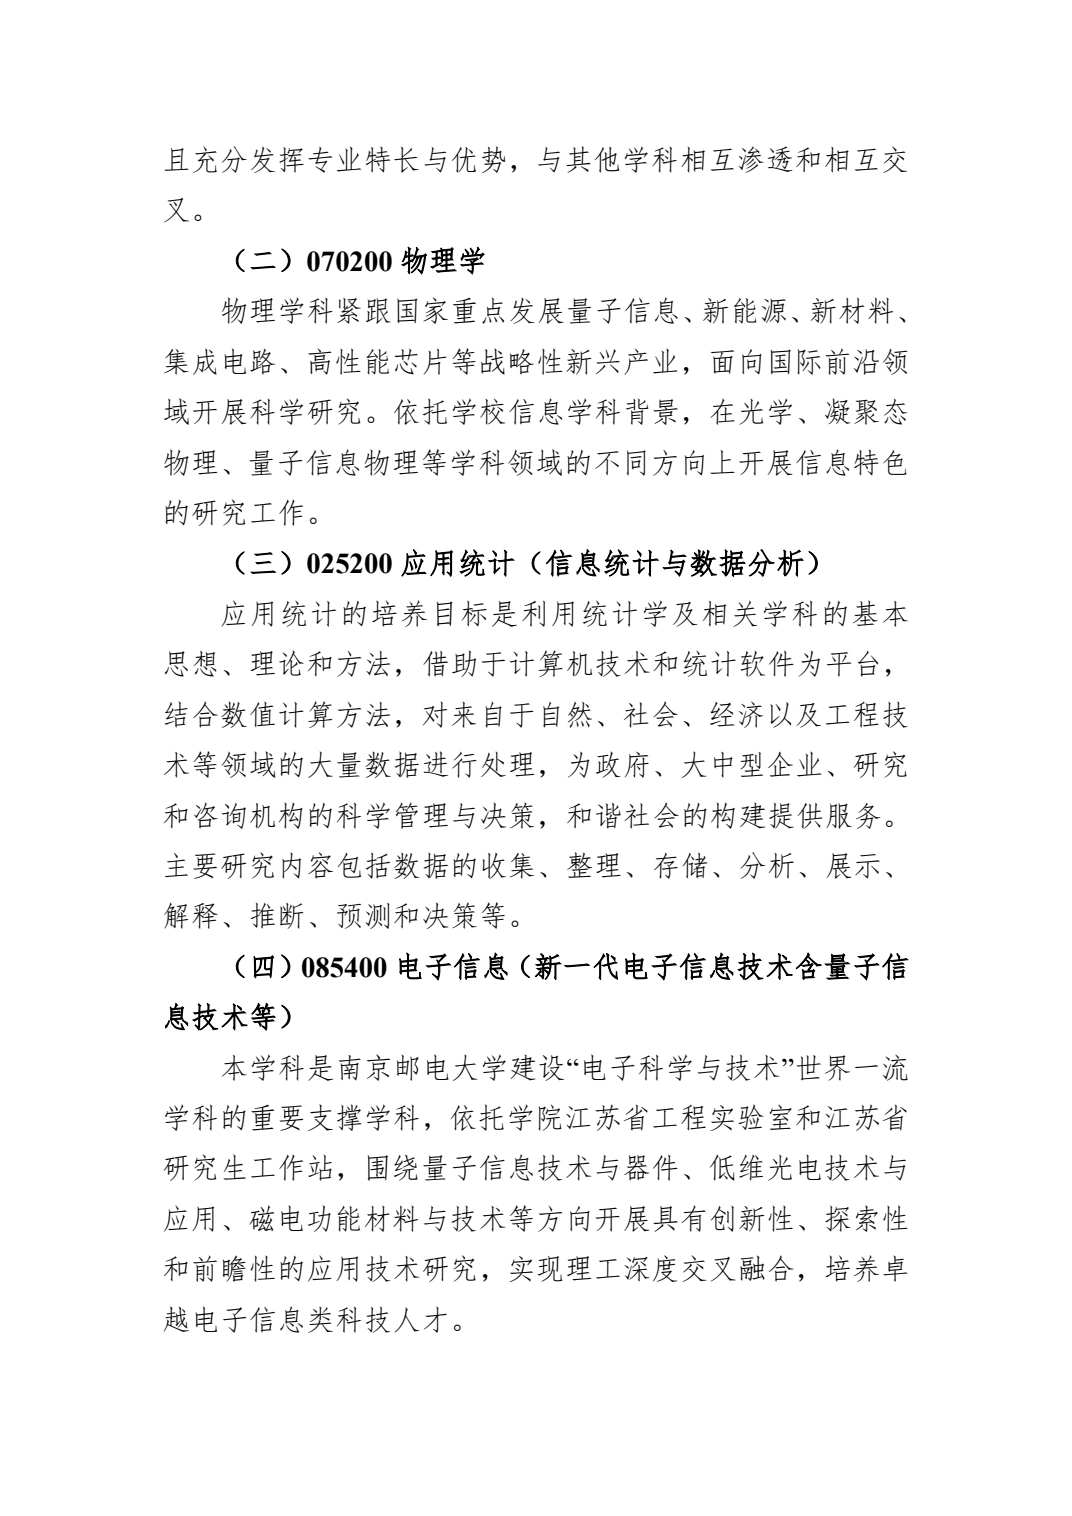 且充分发挥专业特长与优势，与其他学科相互渗透和相互交
叉。
（二）070200 物理学
物理学科紧跟国家重点发展量子信息、新能源、新材料、
集成电路、高性能芯片等战略性新兴产业，面向国际前沿领
域开展科学研究。依托学校信息学科背景，在光学、凝聚态
物理、量子信息物理等学科领域的不同方向上开展信息特色
的研究工作。
（三）025200 应用统计（信息统计与数据分析）
应用统计的培养目标是利用统计学及相关学科的基本
思想、理论和方法，借助于计算机技术和统计软件为平台，
结合数值计算方法，对来自于自然、社会、经济以及工程技
术等领域的大量数据进行处理，为政府、大中型企业、研究
和咨询机构的科学管理与决策，和谐社会的构建提供服务。
主要研究内容包括数据的收集、整理、存储、分析、展示、
解释、推断、预测和决策等。
（四）085400 电子信息（新一代电子信息技术含量子信
息技术等）
本学科是南京邮电大学建设“电子科学与技术”世界一流
学科的重要支撑学科，依托学院江苏省工程实验室和江苏省
研究生工作站，围绕量子信息技术与器件、低维光电技术与
应用、磁电功能材料与技术等方向开展具有创新性、探索性
和前瞻性的应用技术研究，实现理工深度交叉融合，培养卓
越电子信息类科技人才。